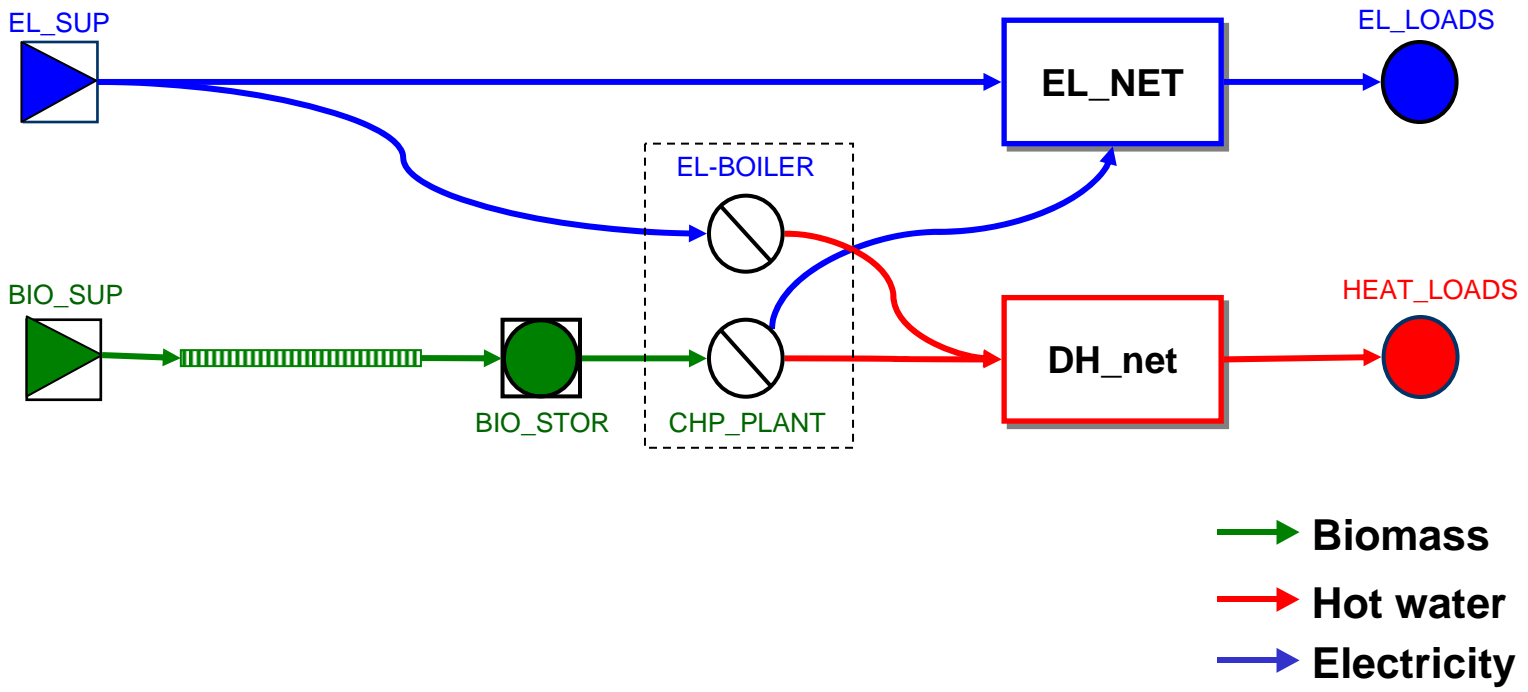 EL_SUP
EL_LOADS
EL_NET
EL-BOILER
BIO_SUP
HEAT_LOADS
DH_net
BIO_STOR
CHP_PLANT
Biomass
Hot water
Electricity